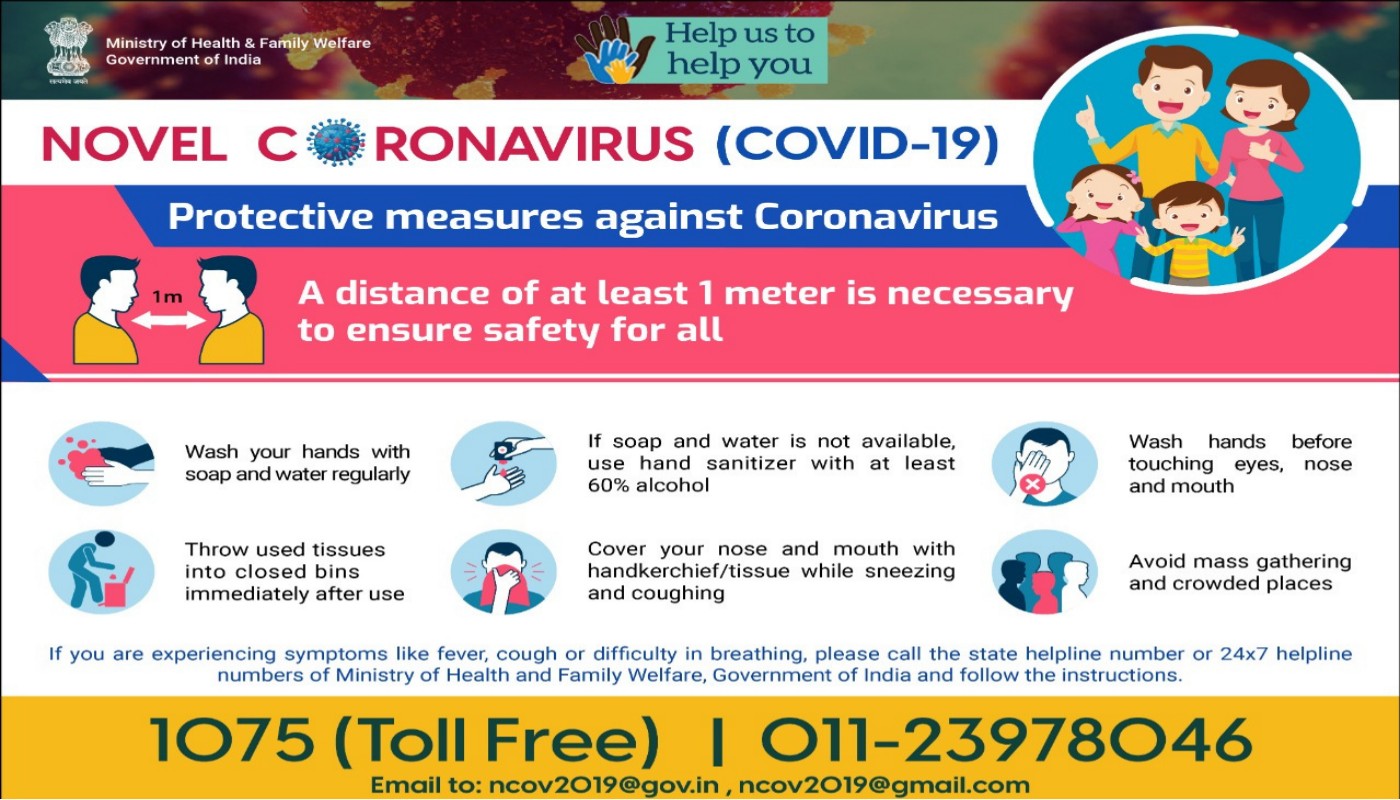 Ministry of Health & Family Welfare
Government of India
सत्यमेव जयते
Help us to
help you
NOVEL CORONAVIRUS (COVID-19)
Protective measures against Coronavirus
1m
A distance of at least 1 meter is necessary
to ensure safety for all
Wash your hands with
soap and water regularly
If soap and water is not available,
use hand sanitizer with at least
60% alcohol
Wash hands before
touching eyes, nose
and mouth
Throw used tissues
into closed bins
immediately after use
Cover your nose and mouth with
handkerchief/tissue while sneezing
and coughing
Avoid mass gathering
and crowded places
If you are experiencing symptoms like fever, cough or difficulty in breathing, please call the state helpline number or 24x7 helpline
numbers of Ministry of Health and Family Welfare, Government of India and follow the instructions.
1075 (Toll Free) | 011-23978046
Email to: ncov2019@gov.in , ncov2019@gmail.com